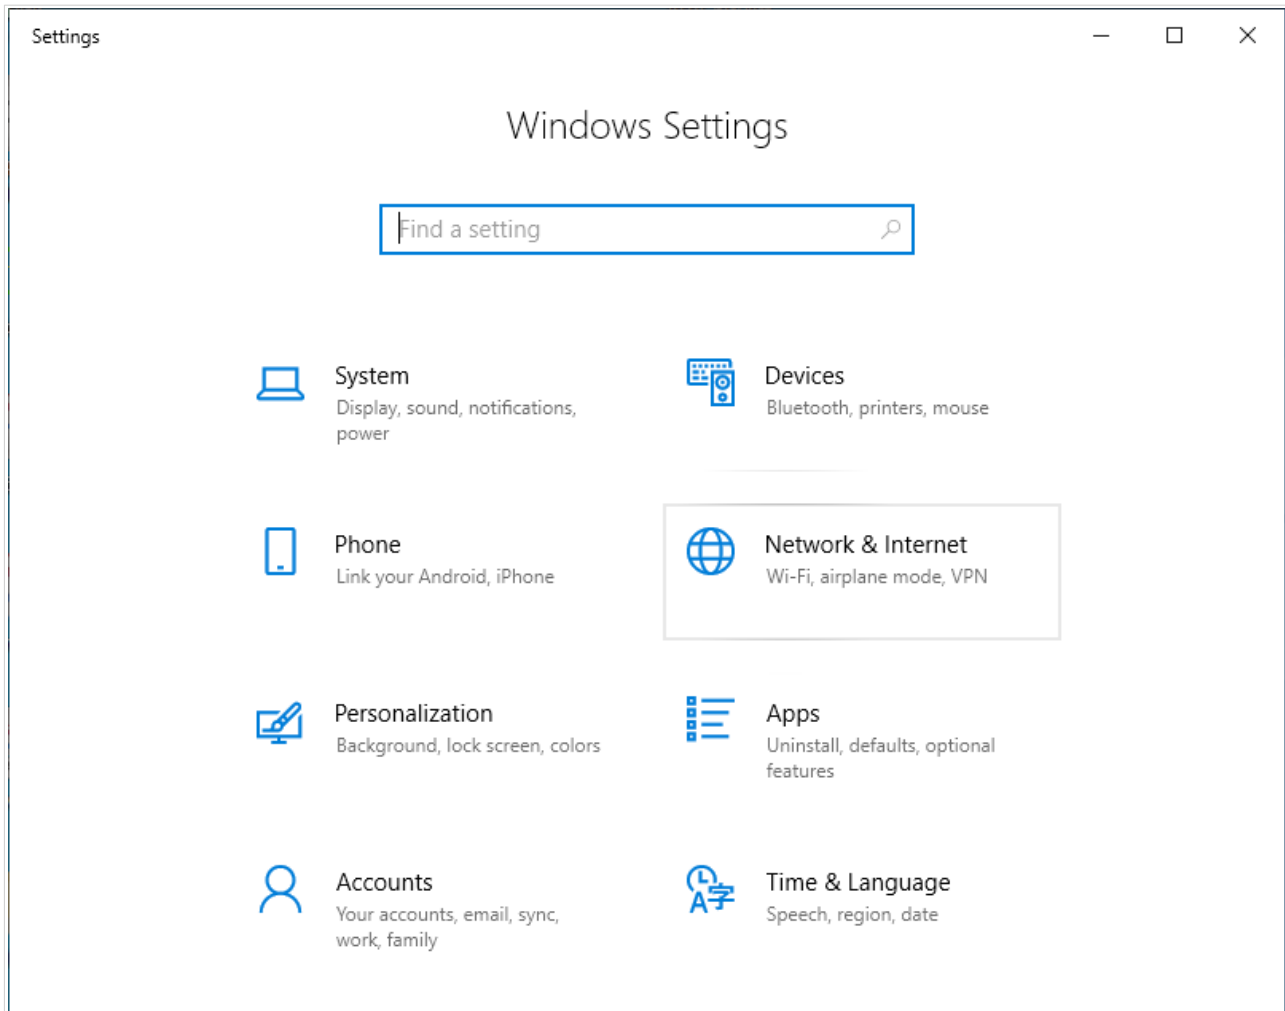 Settings
Windows Settings
Find a setting
System
Display, sound, notifications,
power
Devices
Bluetooth, printers, mouse
Phone
Link your Android, iPhone
Network & Internet
Wi-Fi, airplane mode, VPN
Personalization
Background, lock screen, colors
Apps
Uninstall, defaults, optional
features
Accounts
Your accounts, email, sync,
work, family
A字
Time & Language
Speech, region, date